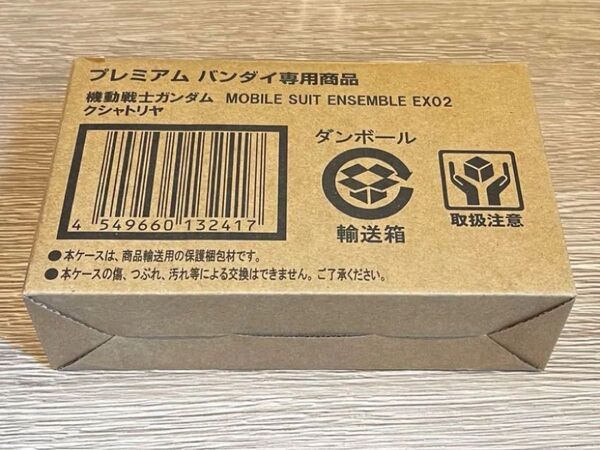 プレミアム バンダイ専用商品
機動戦士ガンダム MOBILE SUIT ENSEMBLE EX02
クシャトリヤ
ダンボール
輸送箱
取扱注意
4 549660 132417
●本ケースは、商品輸送用の保護梱包材です。
●本ケースの傷、つぶれ、汚れ等による交換はできません。ご了承ください。